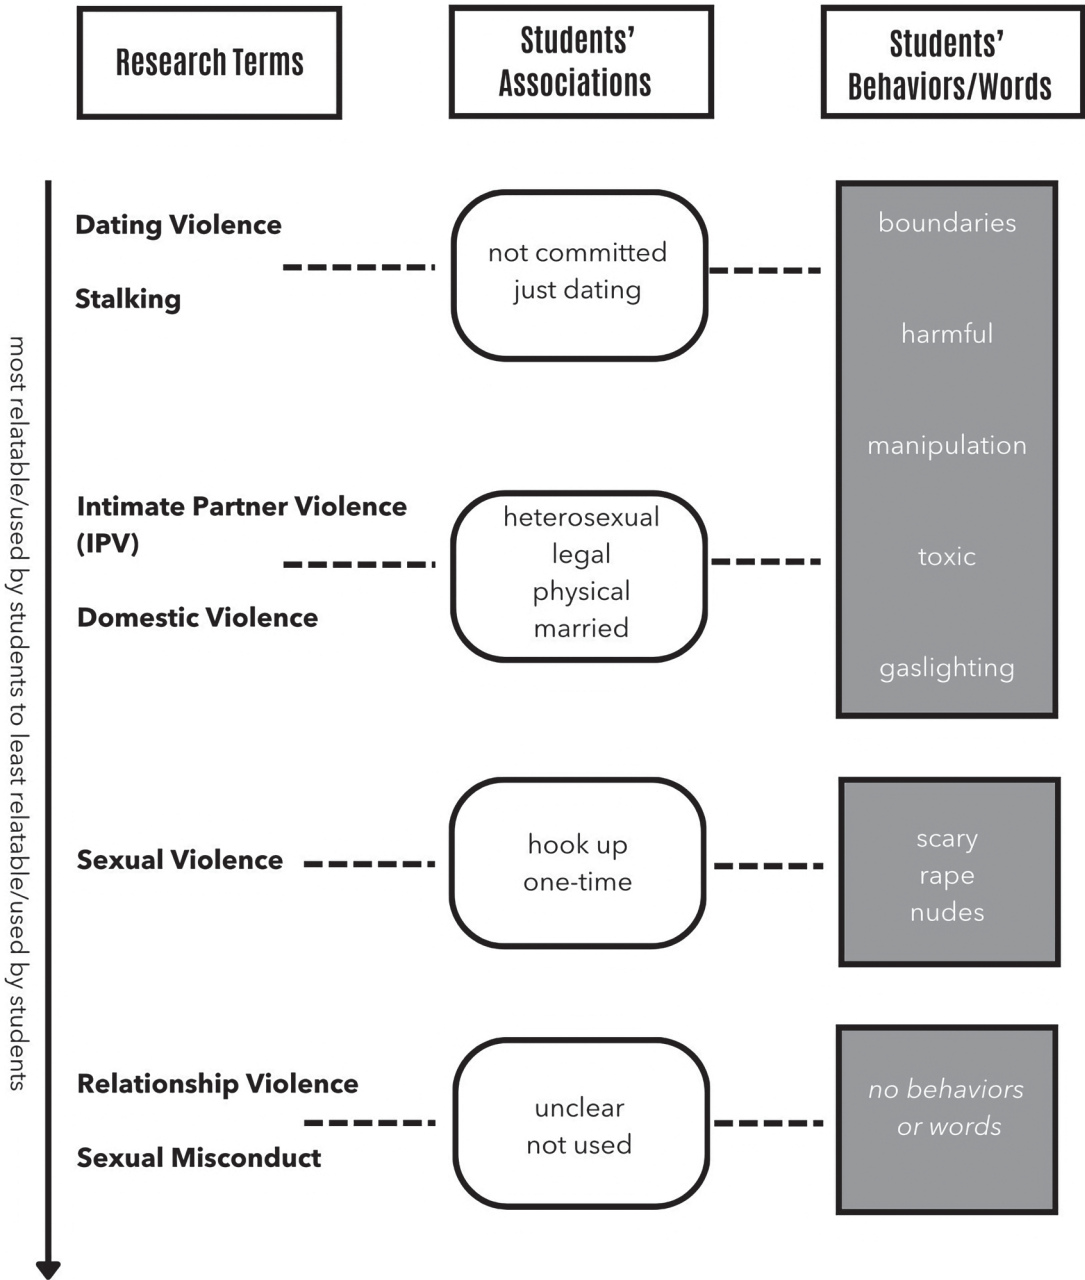 Research Terms
Students’
Associations
Students’
Behaviors/Words
most relatable/used by students to least relatable/used by students
Dating Violence
Stalking
not committed
just dating
boundaries
harmful
manipulation
toxic
gaslighting
Intimate Partner Violence
(IPV)
Domestic Violence
heterosexual
legal
physical
married
Sexual Violence
hook up
one-time
scary
rape
nudes
Relationship Violence
Sexual Misconduct
unclear
not used
no behaviors
or words